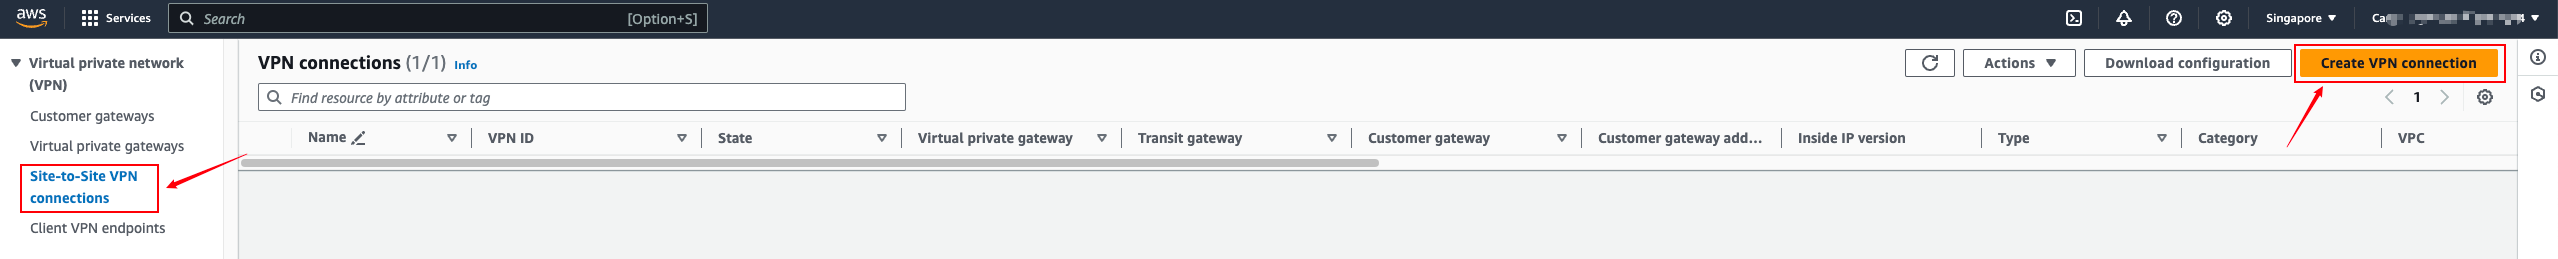 aws
Services
Search
[Option+S]
Singapore
Virtual private network
(VPN)
Customer gateways
Virtual private gateways
Site-to-Site VPN
connections
Client VPN endpoints
VPN connections (1/1) Info
Actions
Download configuration
Create VPN connection
Find resource by attribute or tag
1
Name
VPN ID
State
Virtual private gateway
Transit gateway
Customer gateway
Customer gateway add...
Inside IP version
Type
Category
VPC